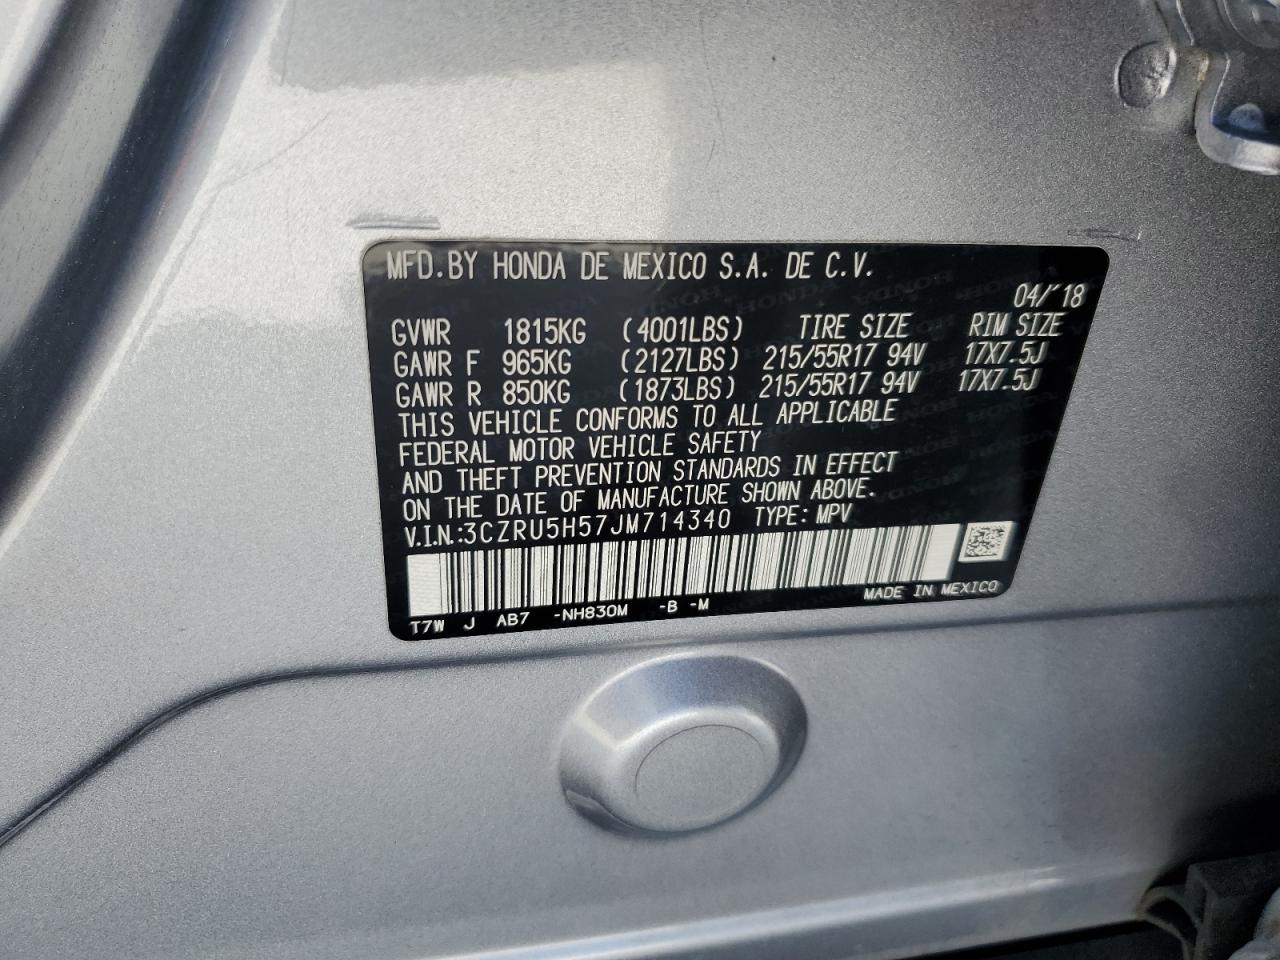 MFD.BY HONDA DE MEXICO S.A. DE C.V.
04/'18
GVWR 1815KG (4001LBS) TIRE SIZE RIM SIZE
GAWR F 965KG (2127LBS) 215/55R17 94V 17X7.5J
GAWR R 850KG (1873LBS) 215/55R17 94V 17X7.5J
THIS VEHICLE CONFORMS TO ALL APPLICABLE
FEDERAL MOTOR VEHICLE SAFETY
AND THEFT PREVENTION STANDARDS IN EFFECT
ON THE DATE OF MANUFACTURE SHOWN ABOVE.
V.I.N.:3CZRU5H57JM714340 TYPE: MPV
MADE IN MEXICO
T7W J AB7 -NH830M -B -M